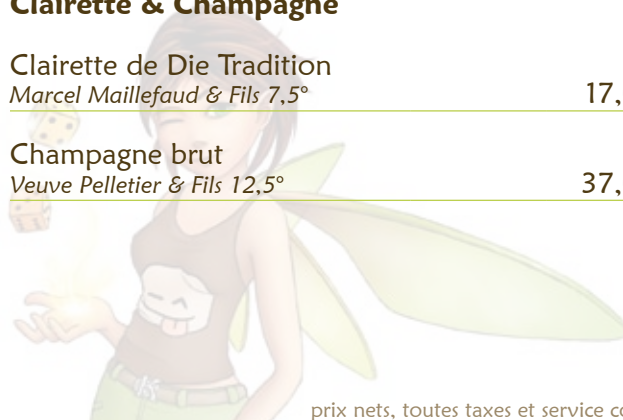 Clairette & Champagne
Clairette de Die Tradition
Marcel Maillefaud & Fils 7,5°
17,
Champagne brut
Veuve Pelletier & Fils 12,5°
37,
prix nets, toutes taxes et service